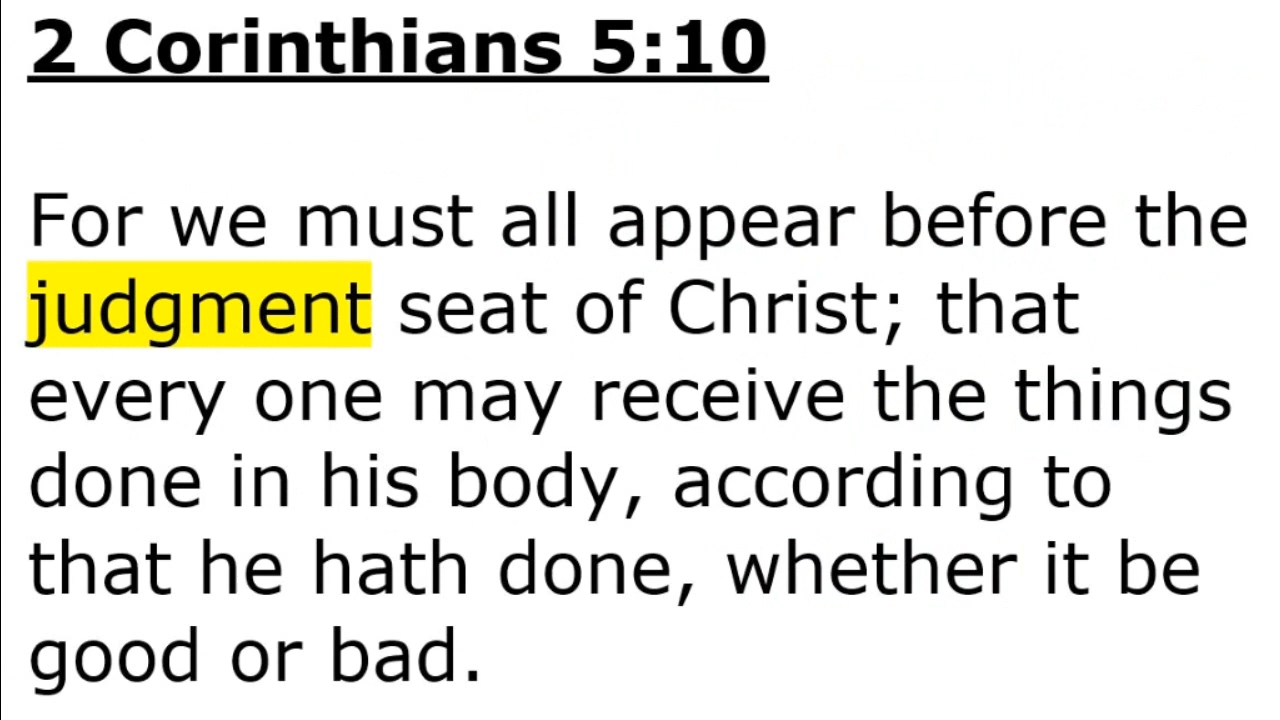 2 Corinthians 5:10
For we must all appear before the
judgment seat of Christ; that
every one may receive the things
done in his body, according to
that he hath done, whether it be
good or bad.